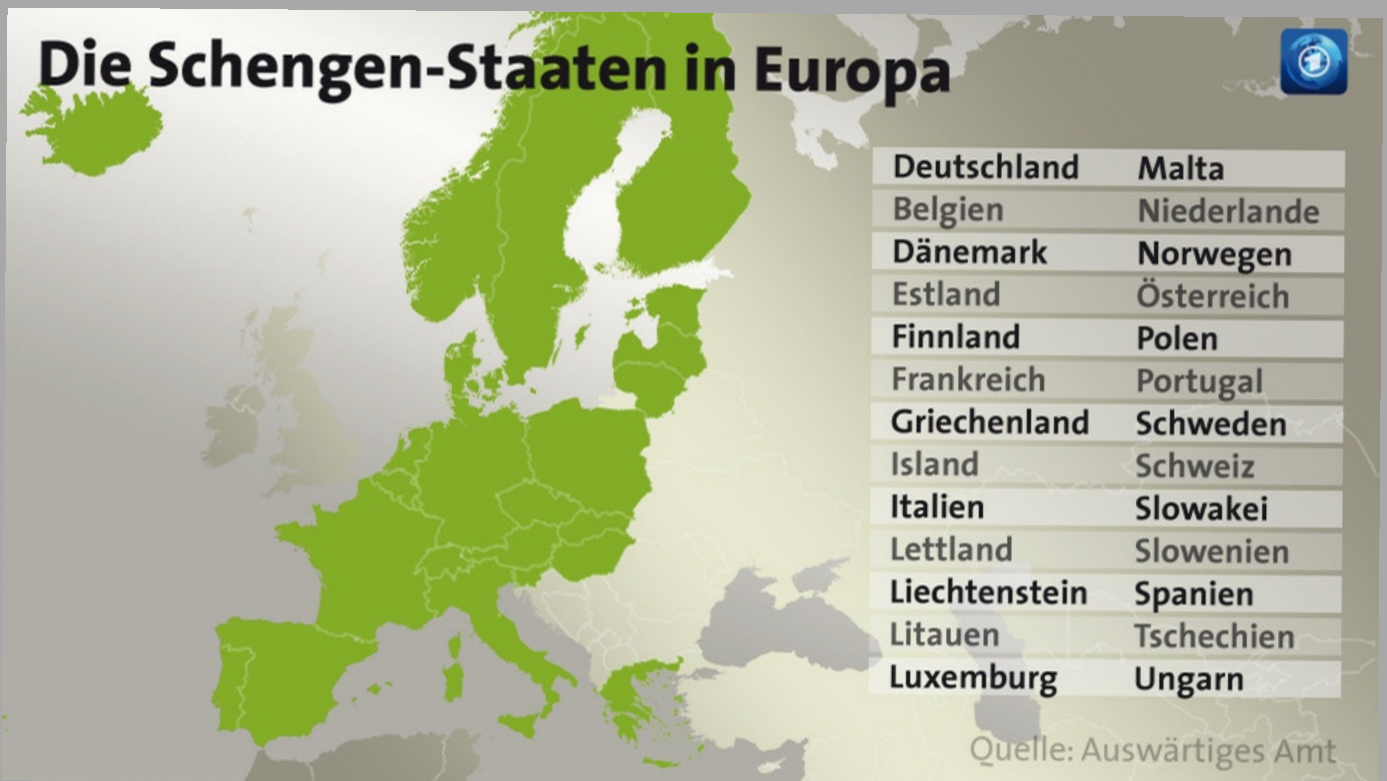 Die Schengen-Staaten in Europa
Deutschland Malta
Belgien Niederlande
Dänemark Norwegen
Estland Österreich
Finnland Polen
Frankreich Portugal
Griechenland Schweden
Island Schweiz
Italien Slowakei
Lettland Slowenien
Liechtenstein Spanien
Litauen Tschechien
Luxemburg Ungarn
Quelle: Auswärtiges Amt